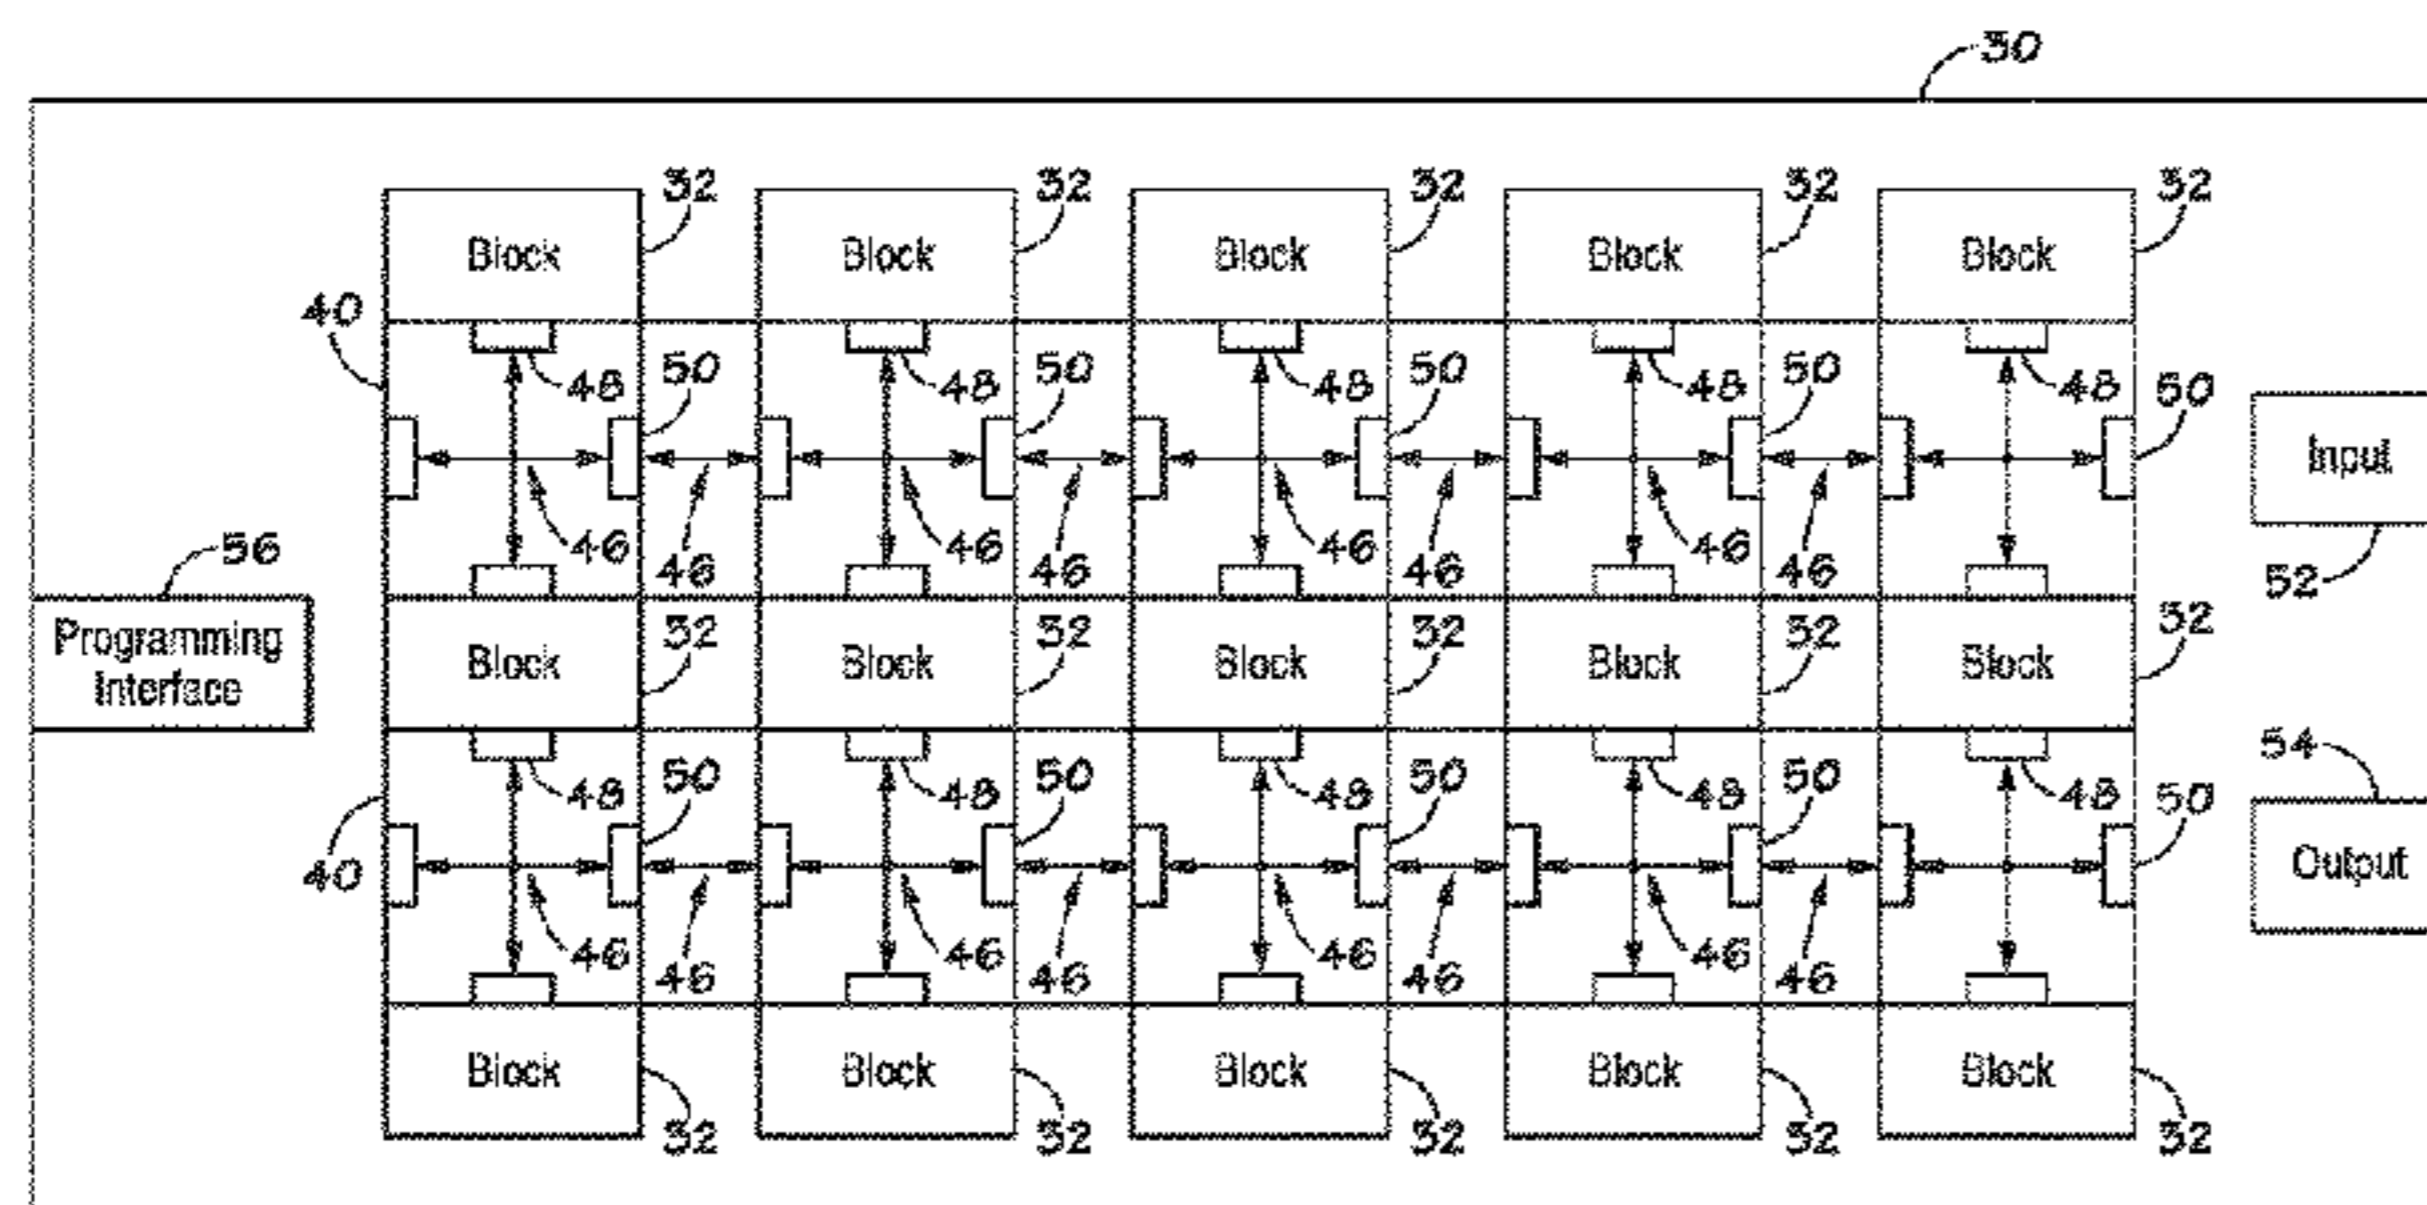 30
32 32 32 32 32
Block Block Block Block Block
40
48 50 48 50 48 50 48 50 48 50
Input
46 46 46 46 46 46 46 46
56
52
Programming
Interface
Block Block Block Block Block
32 32 32 32 32
54
48 50 48 50 48 50 48 50 48 50
40
Output
46 46 46 46 46 46 46 46
Block Block Block Block Block
32 32 32 32 32